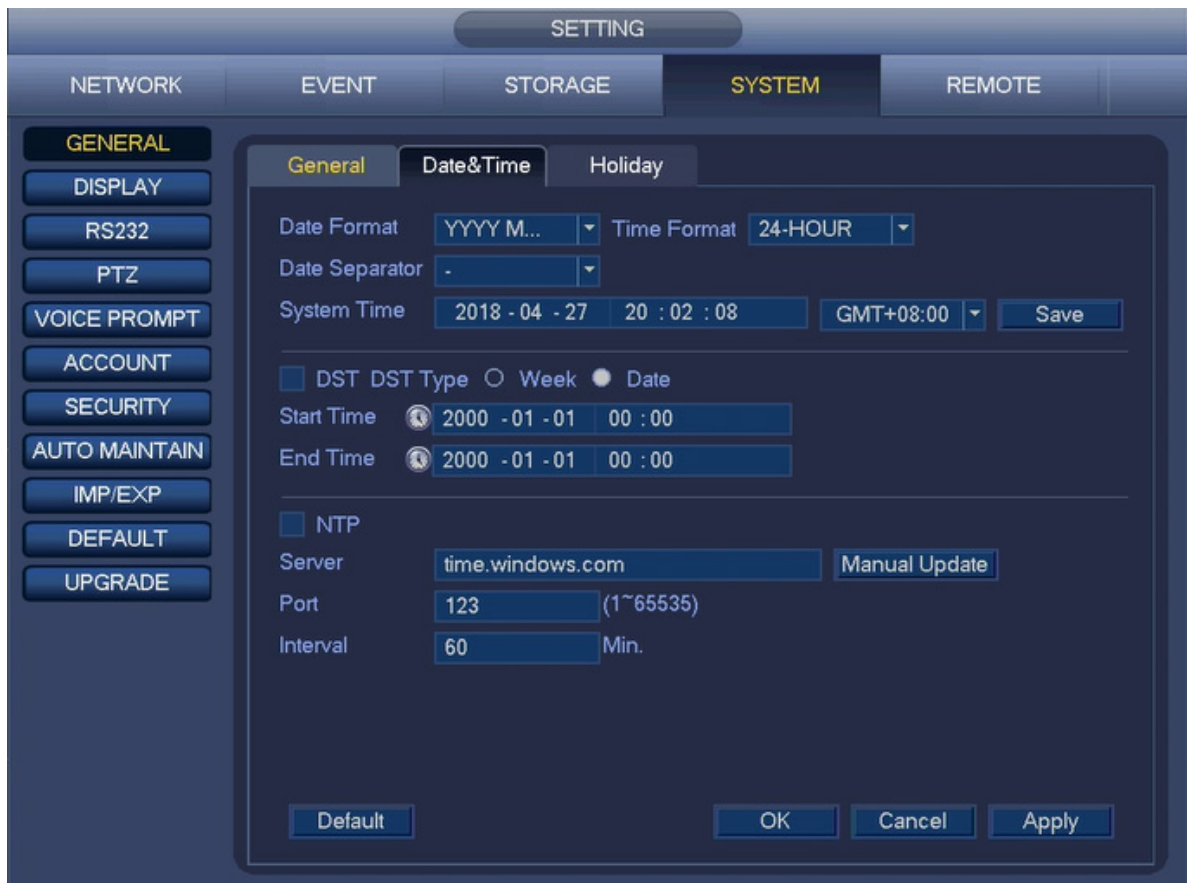 SETTING
NETWORK EVENT STORAGE SYSTEM REMOTE
GENERAL
DISPLAY
RS232
PTZ
VOICE PROMPT
ACCOUNT
SECURITY
AUTO MAINTAIN
IMP/EXP
DEFAULT
UPGRADE
General Date&Time Holiday
Date Format YYYY M... Time Format 24-HOUR
Date Separator -
System Time 2018 - 04 - 27 20 : 02 : 08 GMT+08:00 Save
DST DST Type Week Date
Start Time 2000 - 01 - 01 00 : 00
End Time 2000 - 01 - 01 00 : 00
NTP
Server time.windows.com Manual Update
Port 123 (1~65535)
Interval 60 Min.
Default OK Cancel Apply